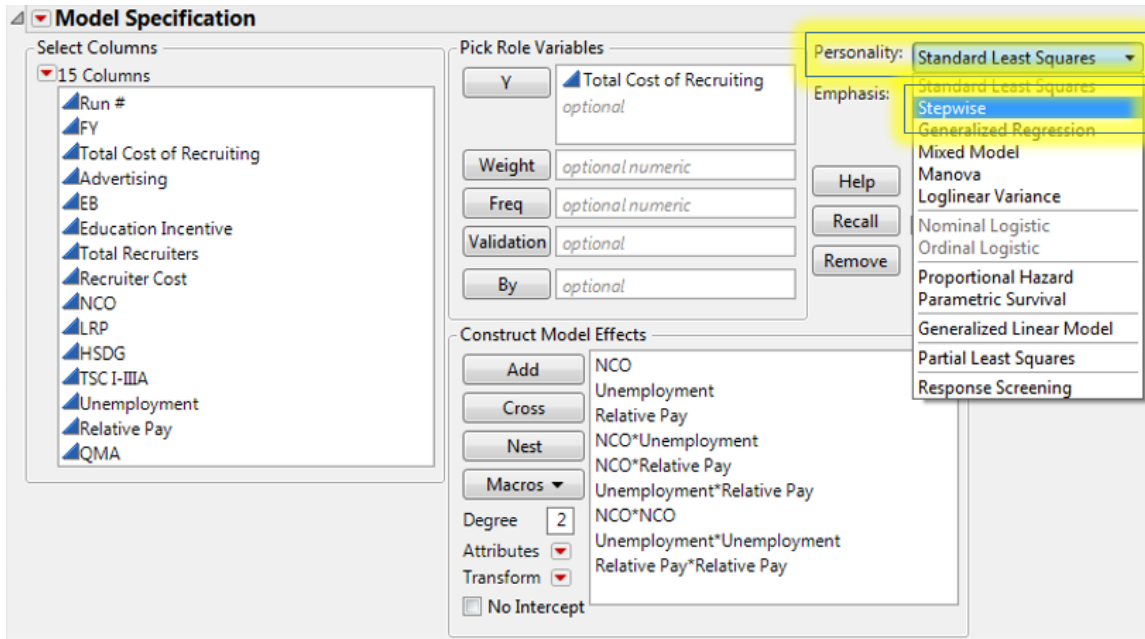 Model Specification
Select Columns
15 Columns
Run #
FY
Total Cost of Recruiting
Advertising
EB
Education Incentive
Total Recruiters
Recruiter Cost
NCO
LRP
HSDG
TSC I-IIIA
Unemployment
Relative Pay
QMA
Pick Role Variables
Y
Total Cost of Recruiting
optional
Weight
optional numeric
Freq
optional numeric
Validation
optional
By
optional
Personality:
Standard Least Squares
Emphasis:
Standard Least Squares
Stepwise
Generalized Regression
Mixed Model
Manova
Loglinear Variance
Nominal Logistic
Ordinal Logistic
Proportional Hazard
Parametric Survival
Generalized Linear Model
Partial Least Squares
Response Screening
Help
Recall
Remove
Construct Model Effects
Add
Cross
Nest
Macros
Degree 2
Attributes
Transform
No Intercept
NCO
Unemployment
Relative Pay
NCO*Unemployment
NCO*Relative Pay
Unemployment*Relative Pay
NCO*NCO
Unemployment*Unemployment
Relative Pay*Relative Pay